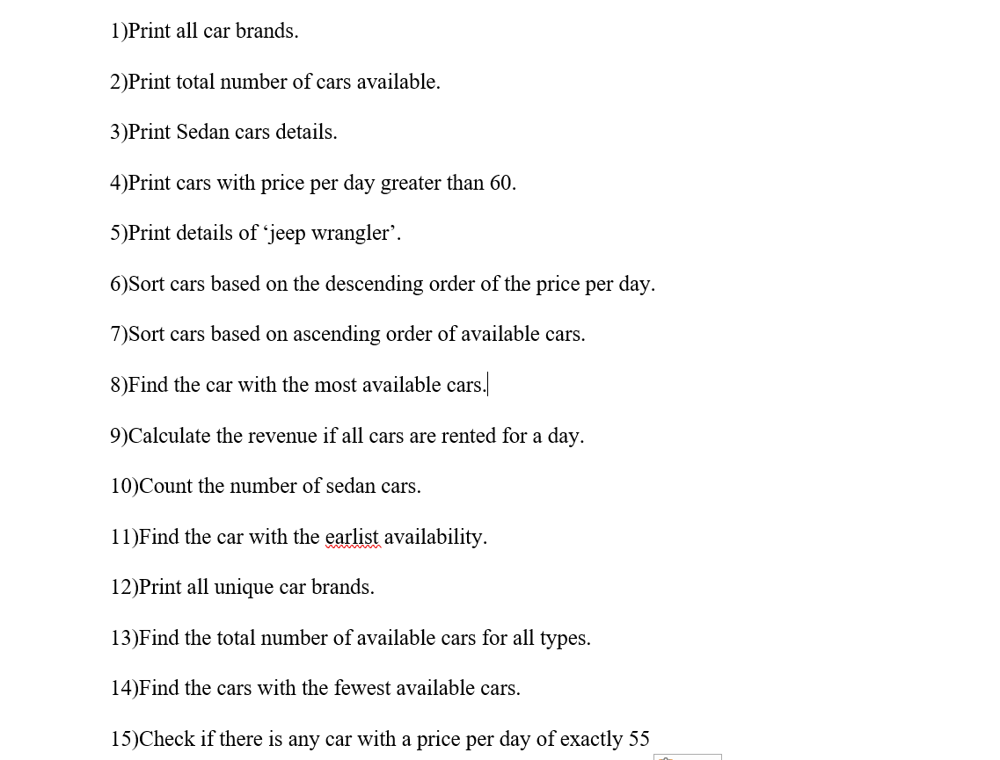 1)Print all car brands.
2)Print total number of cars available.
3)Print Sedan cars details.
4)Print cars with price per day greater than 60.
5)Print details of ‘jeep wrangler’.
6)Sort cars based on the descending order of the price per day.
7)Sort cars based on ascending order of available cars.
8)Find the car with the most available cars.
9)Calculate the revenue if all cars are rented for a day.
10)Count the number of sedan cars.
11)Find the car with the earlist availability.
12)Print all unique car brands.
13)Find the total number of available cars for all types.
14)Find the cars with the fewest available cars.
15)Check if there is any car with a price per day of exactly 55